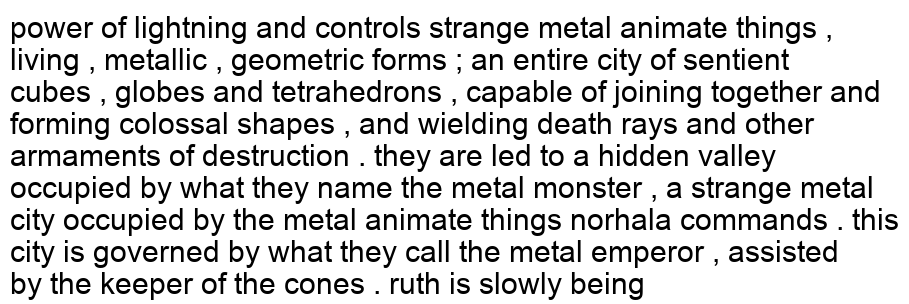 power of lightning and controls strange metal animate things ,
living , metallic , geometric forms ; an entire city of sentient
cubes , globes and tetrahedrons , capable of joining together and
forming colossal shapes , and wielding death rays and other
armaments of destruction . they are led to a hidden valley
occupied by what they name the metal monster , a strange metal
city occupied by the metal animate things norhala commands . this
city is governed by what they call the metal emperor , assisted
by the keeper of the cones . ruth is slowly being